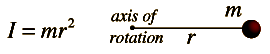 I = mr²
axis of
rotation
r
m